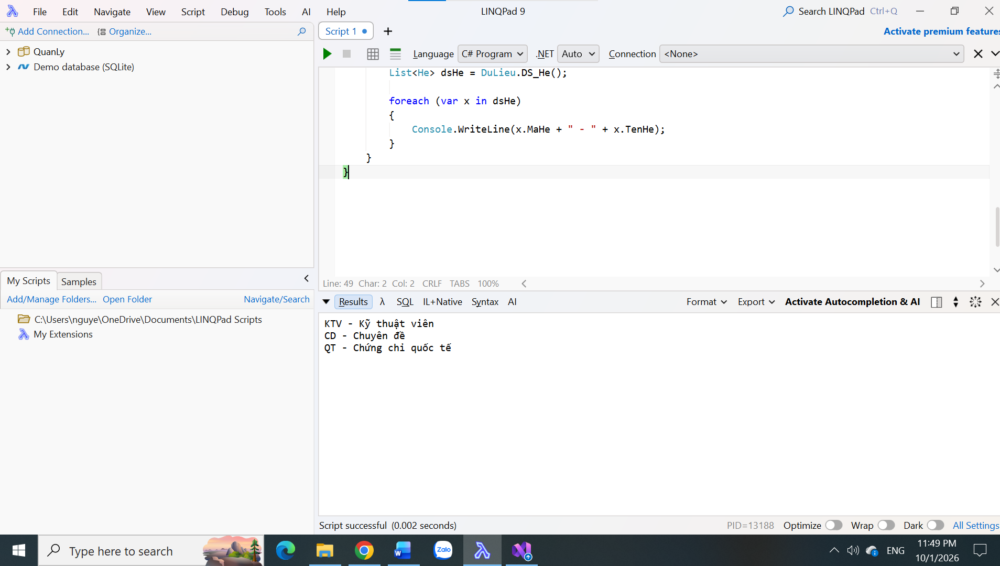 File Edit Navigate View Script Debug Tools AI Help
LINQPad 9
Search LINQPad Ctrl+Q
Add Connection... Organize...
QuanLy
Demo database (SQLite)
Script 1
Activate premium features
Language C# Program .NET Auto Connection <None>
List<He> dsHe = DuLieu.DS_He();
foreach (var x in dsHe)
{
Console.WriteLine(x.MaHe + " - " + x.TenHe);
}
}
}
Line: 49 Char: 2 Col: 2 CRLF TABS 100%
My Scripts Samples
Add/Manage Folders... Open Folder Navigate/Search
C:\Users\nguye\OneDrive\Documents\LINQPad Scripts
My Extensions
Results λ SQL IL+Native Syntax AI Format Export Activate Autocompletion & AI
KTV - Kỹ thuật viên
CD - Chuyên đề
QT - Chứng chỉ quốc tế
Script successful (0.002 seconds)
PID=13188 Optimize Wrap Dark All Settings
Type here to search
W
Zalo
ENG
11:49 PM
10/1/2026